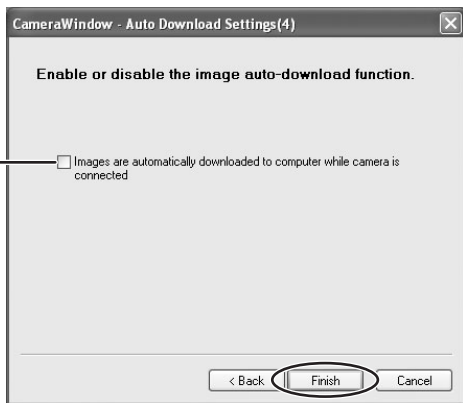 CameraWindow - Auto Download Settings(4)
Enable or disable the image auto-download function.
Images are automatically downloaded to computer while camera is
connected
< Back
Finish
Cancel